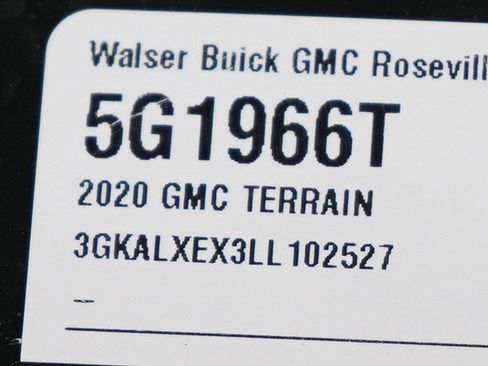 Walser Buick GMC Rosevill
5G1966T
2020 GMC TERRAIN
3GKALXEX3LL102527